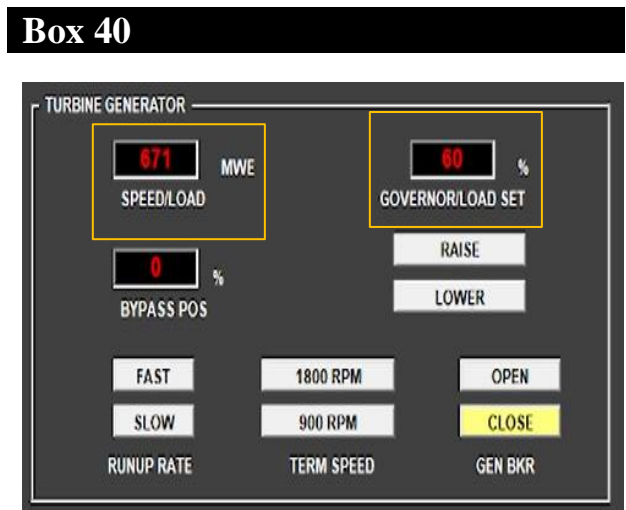 Box 40
TURBINE GENERATOR
671 MWE
SPEED/LOAD
60 %
GOVERNOR/LOAD SET
RAISE
LOWER
0 %
BYPASS POS
FAST 1800 RPM OPEN
SLOW 900 RPM CLOSE
RUNUP RATE TERM SPEED GEN BKR